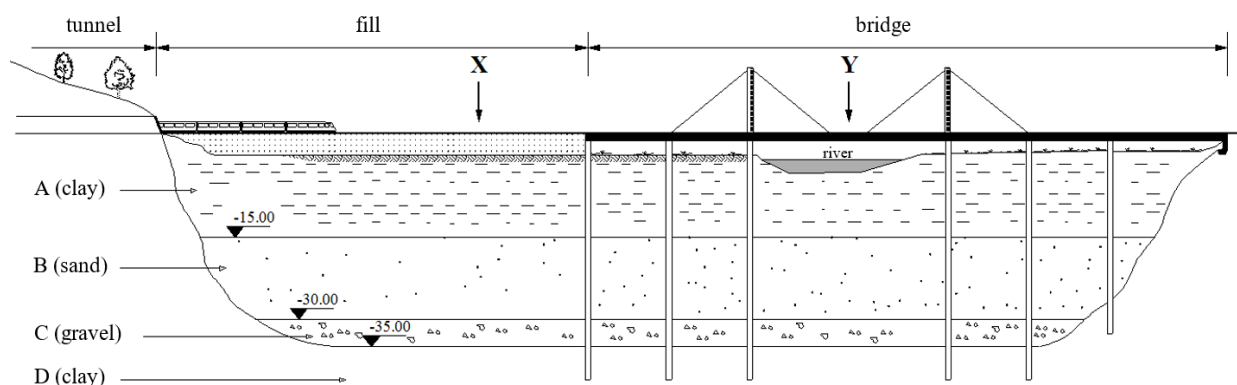 tunnel
fill
bridge
X
Y
river
A (clay)
-15.00
B (sand)
-30.00
C (gravel)
-35.00
D (clay)